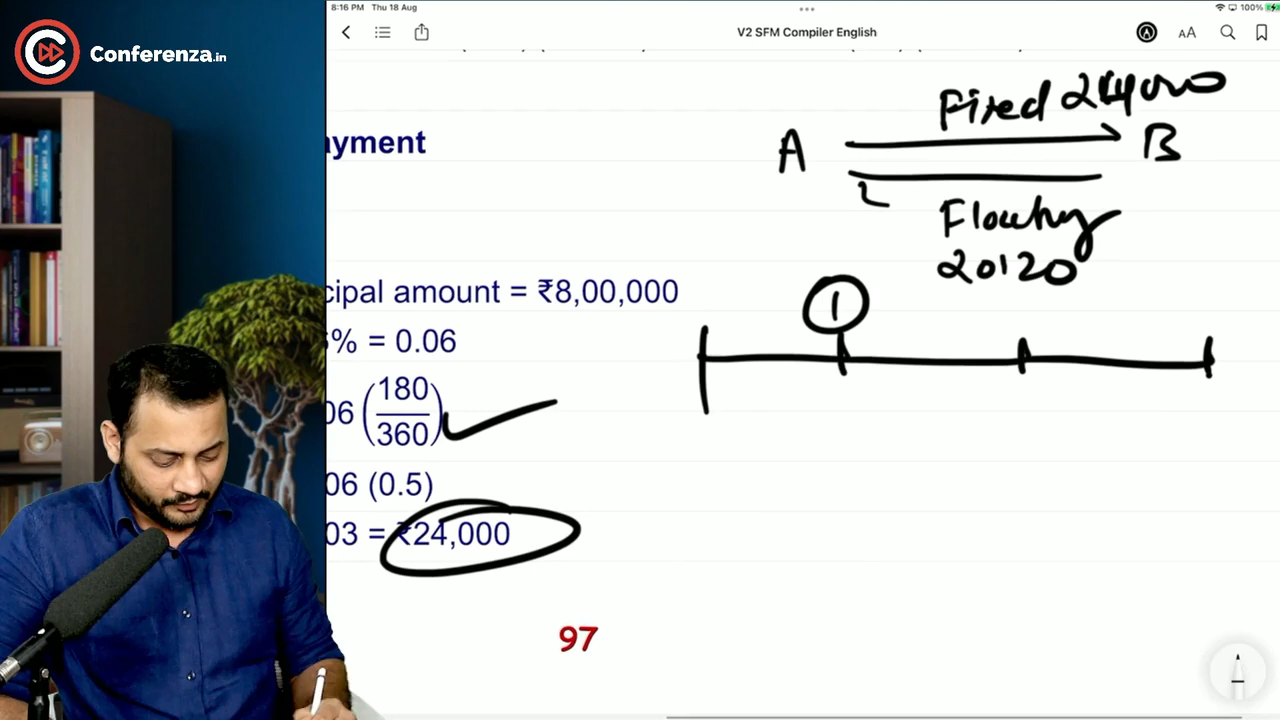 8:16 PM Thu 18 Aug
100%
Conferenza.in
V2 SFM Compiler English
AA
ayment
cipal amount = ₹8,00,000
6% = 0.06
06 (180/360)
06 (0.5)
03 = ₹24,000
97
Fixed 24000
A
B
Floating
20120
1